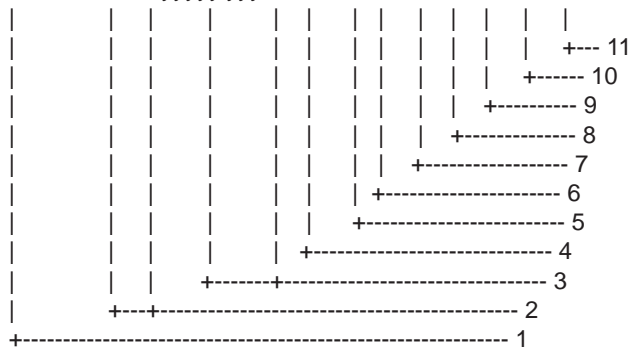 | | | | | | | | | | | | |
| | | | | | | | | | | | +--- 11
| | | | | | | | | | | +------ 10
| | | | | | | | | | +---------- 9
| | | | | | | | | +------------- 8
| | | | | | | | +----------------- 7
| | | | | | | +-------------------- 6
| | | | | | +----------------------- 5
| | | | | +---------------------------- 4
| | | +-------+------------------------------- 3
| +----+----------------------------------------- 2
+------------------------------------------------------- 1